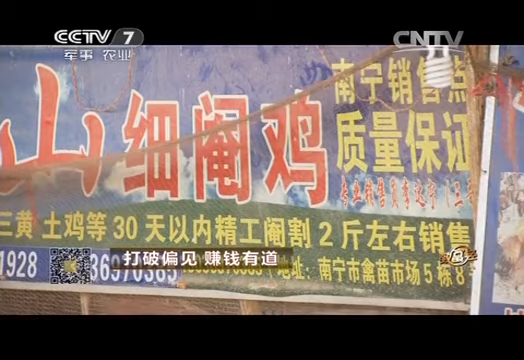 CCTV 7
军事·农业
CNTV
山细阉鸡
南宁销售点
质量保证
三黄 土鸡等30天以内精工阉割2斤左右销售
1928
打破偏见 赚钱有道
地址：南宁市禽苗市场5栋8